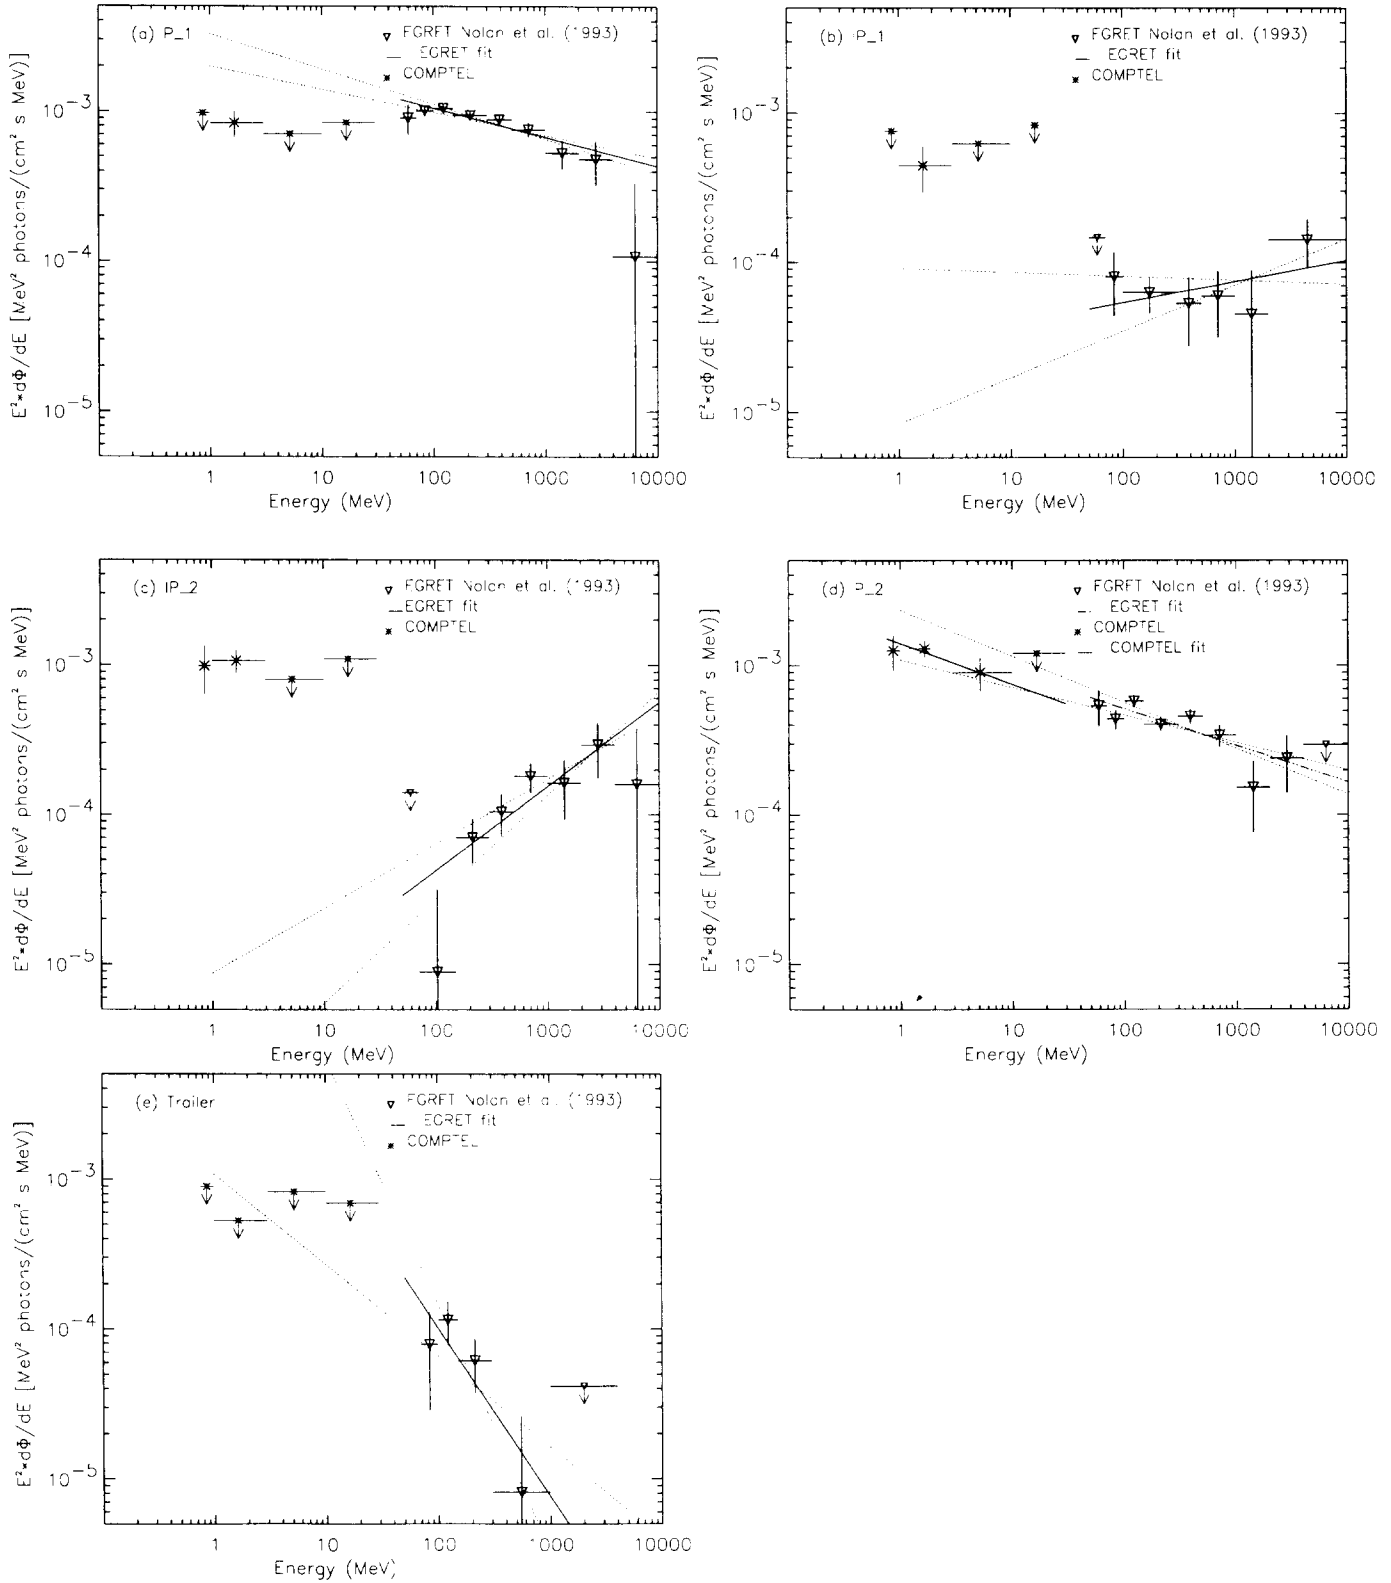 (a) P_1
EGRET Nolan et al. (1993)
EGRET fit
COMPTEL
E²*dΦ/dE [MeV² photons/(cm² s MeV)]
10⁻³
10⁻⁴
10⁻⁵
1 10 100 1000 10000
Energy (MeV)
(b) IP_1
EGRET Nolan et al. (1993)
EGRET fit
COMPTEL
E²*dΦ/dE [MeV² photons/(cm² s MeV)]
10⁻³
10⁻⁴
10⁻⁵
1 10 100 1000 10000
Energy (MeV)
(c) IP_2
EGRET Nolan et al. (1993)
EGRET fit
COMPTEL
E²*dΦ/dE [MeV² photons/(cm² s MeV)]
10⁻³
10⁻⁴
10⁻⁵
1 10 100 1000 10000
Energy (MeV)
(d) P_2
EGRET Nolan et al. (1993)
EGRET fit
COMPTEL
COMPTEL fit
E²*dΦ/dE [MeV² photons/(cm² s MeV)]
10⁻³
10⁻⁴
10⁻⁵
1 10 100 1000 10000
Energy (MeV)
(e) Trailer
EGRET Nolan et al. (1993)
EGRET fit
COMPTEL
E²*dΦ/dE [MeV² photons/(cm² s MeV)]
10⁻³
10⁻⁴
10⁻⁵
1 10 100 1000 10000
Energy (MeV)